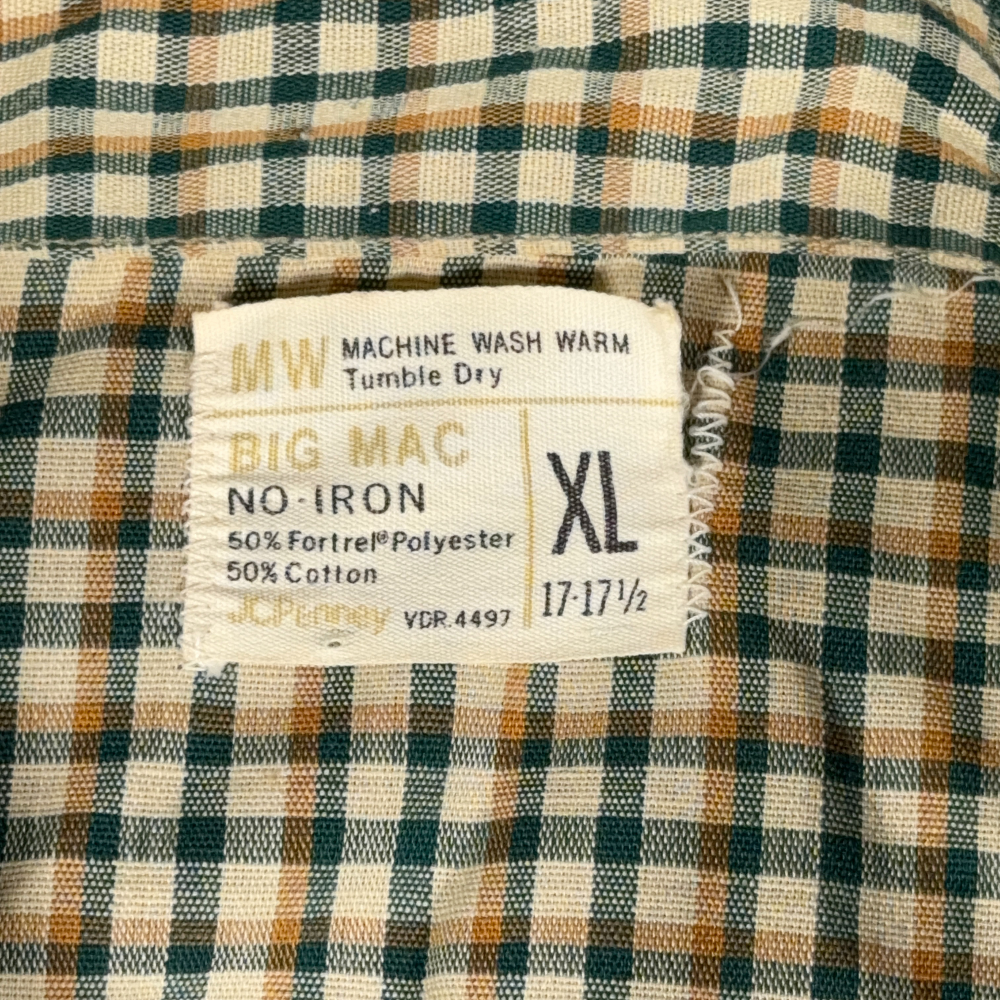 MW MACHINE WASH WARM
Tumble Dry
BIG MAC
NO-IRON
50% Fortrel® Polyester
50% Cotton
JCPenney VDR.4497
XL
17-17½